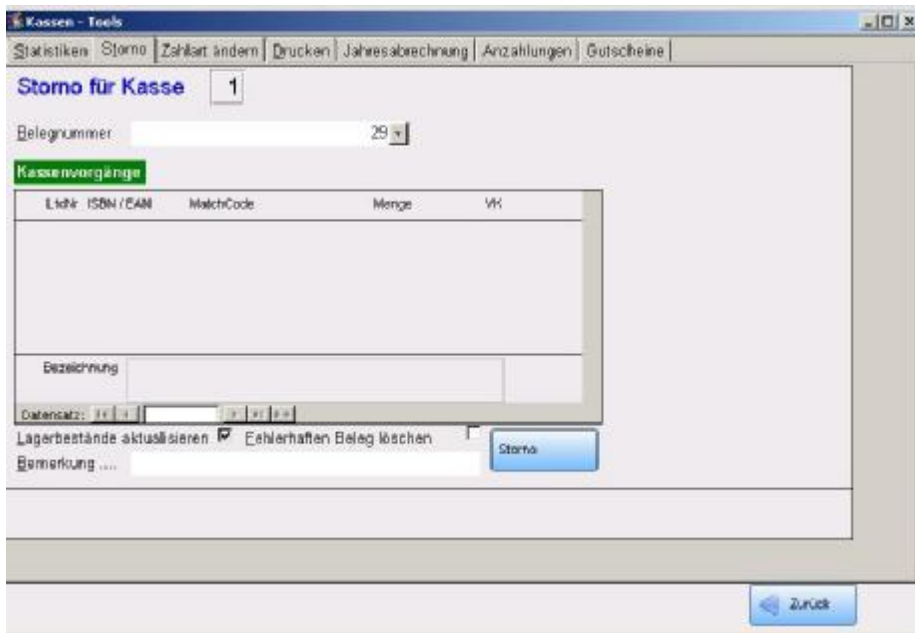 Kassen - Tools
Statistiken Storno Zahlart ändern Drucken Jahresabrechnung Anzahlungen Gutscheine
Storno für Kasse 1
Belegnummer 29
Kassenvorgänge
LfdNr ISBN / EAN MatchCode Menge VK
Bezeichnung
Datensatz:
Lagerbestände aktualisieren Fehlerhaften Beleg löschen
Storno
Bemerkung ....
Zurück